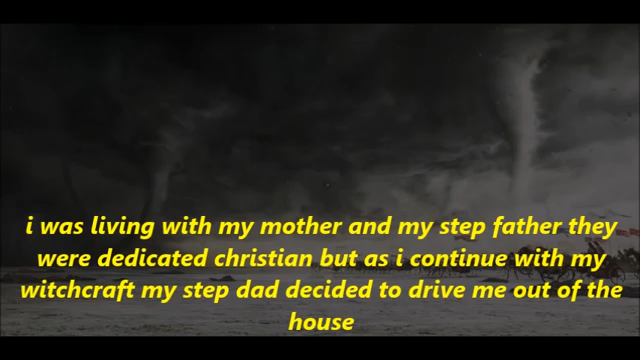 i was living with my mother and my step father they
were dedicated christian but as i continue with my
witchcraft my step dad decided to drive me out of the
house